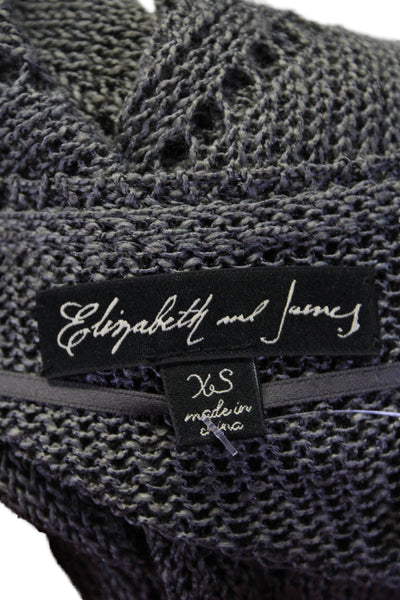 Elizabeth and James
XS
made in
china